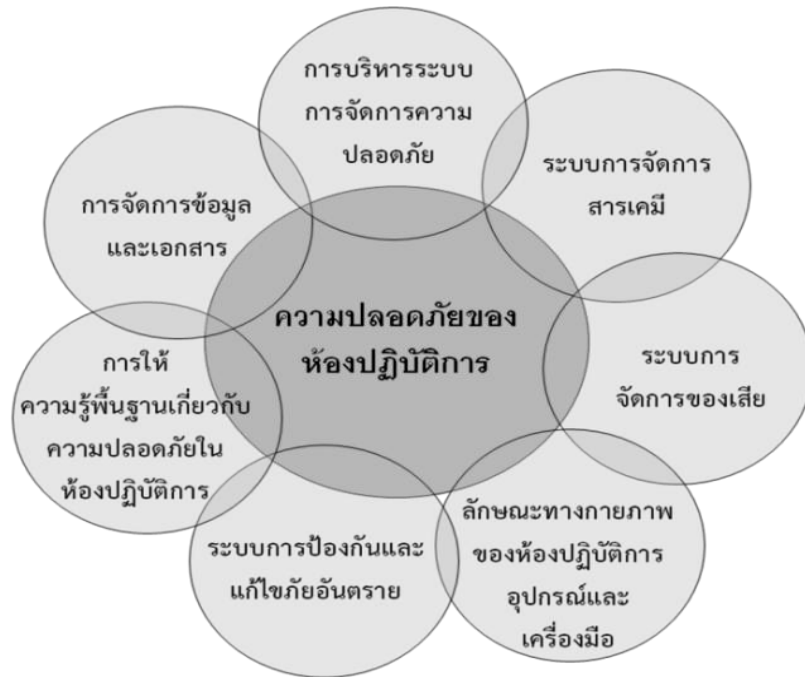 การบริหารระบบ
การจัดการความ
ปลอดภัย
ระบบการจัดการ
สารเคมี
การจัดการข้อมูล
และเอกสาร
ความปลอดภัยของ
ห้องปฏิบัติการ
ระบบการ
จัดการของเสีย
การให้
ความรู้พื้นฐานเกี่ยวกับ
ความปลอดภัยใน
ห้องปฏิบัติการ
ลักษณะทางกายภาพ
ของห้องปฏิบัติการ
อุปกรณ์และ
เครื่องมือ
ระบบการป้องกันและ
แก้ไขภัยอันตราย